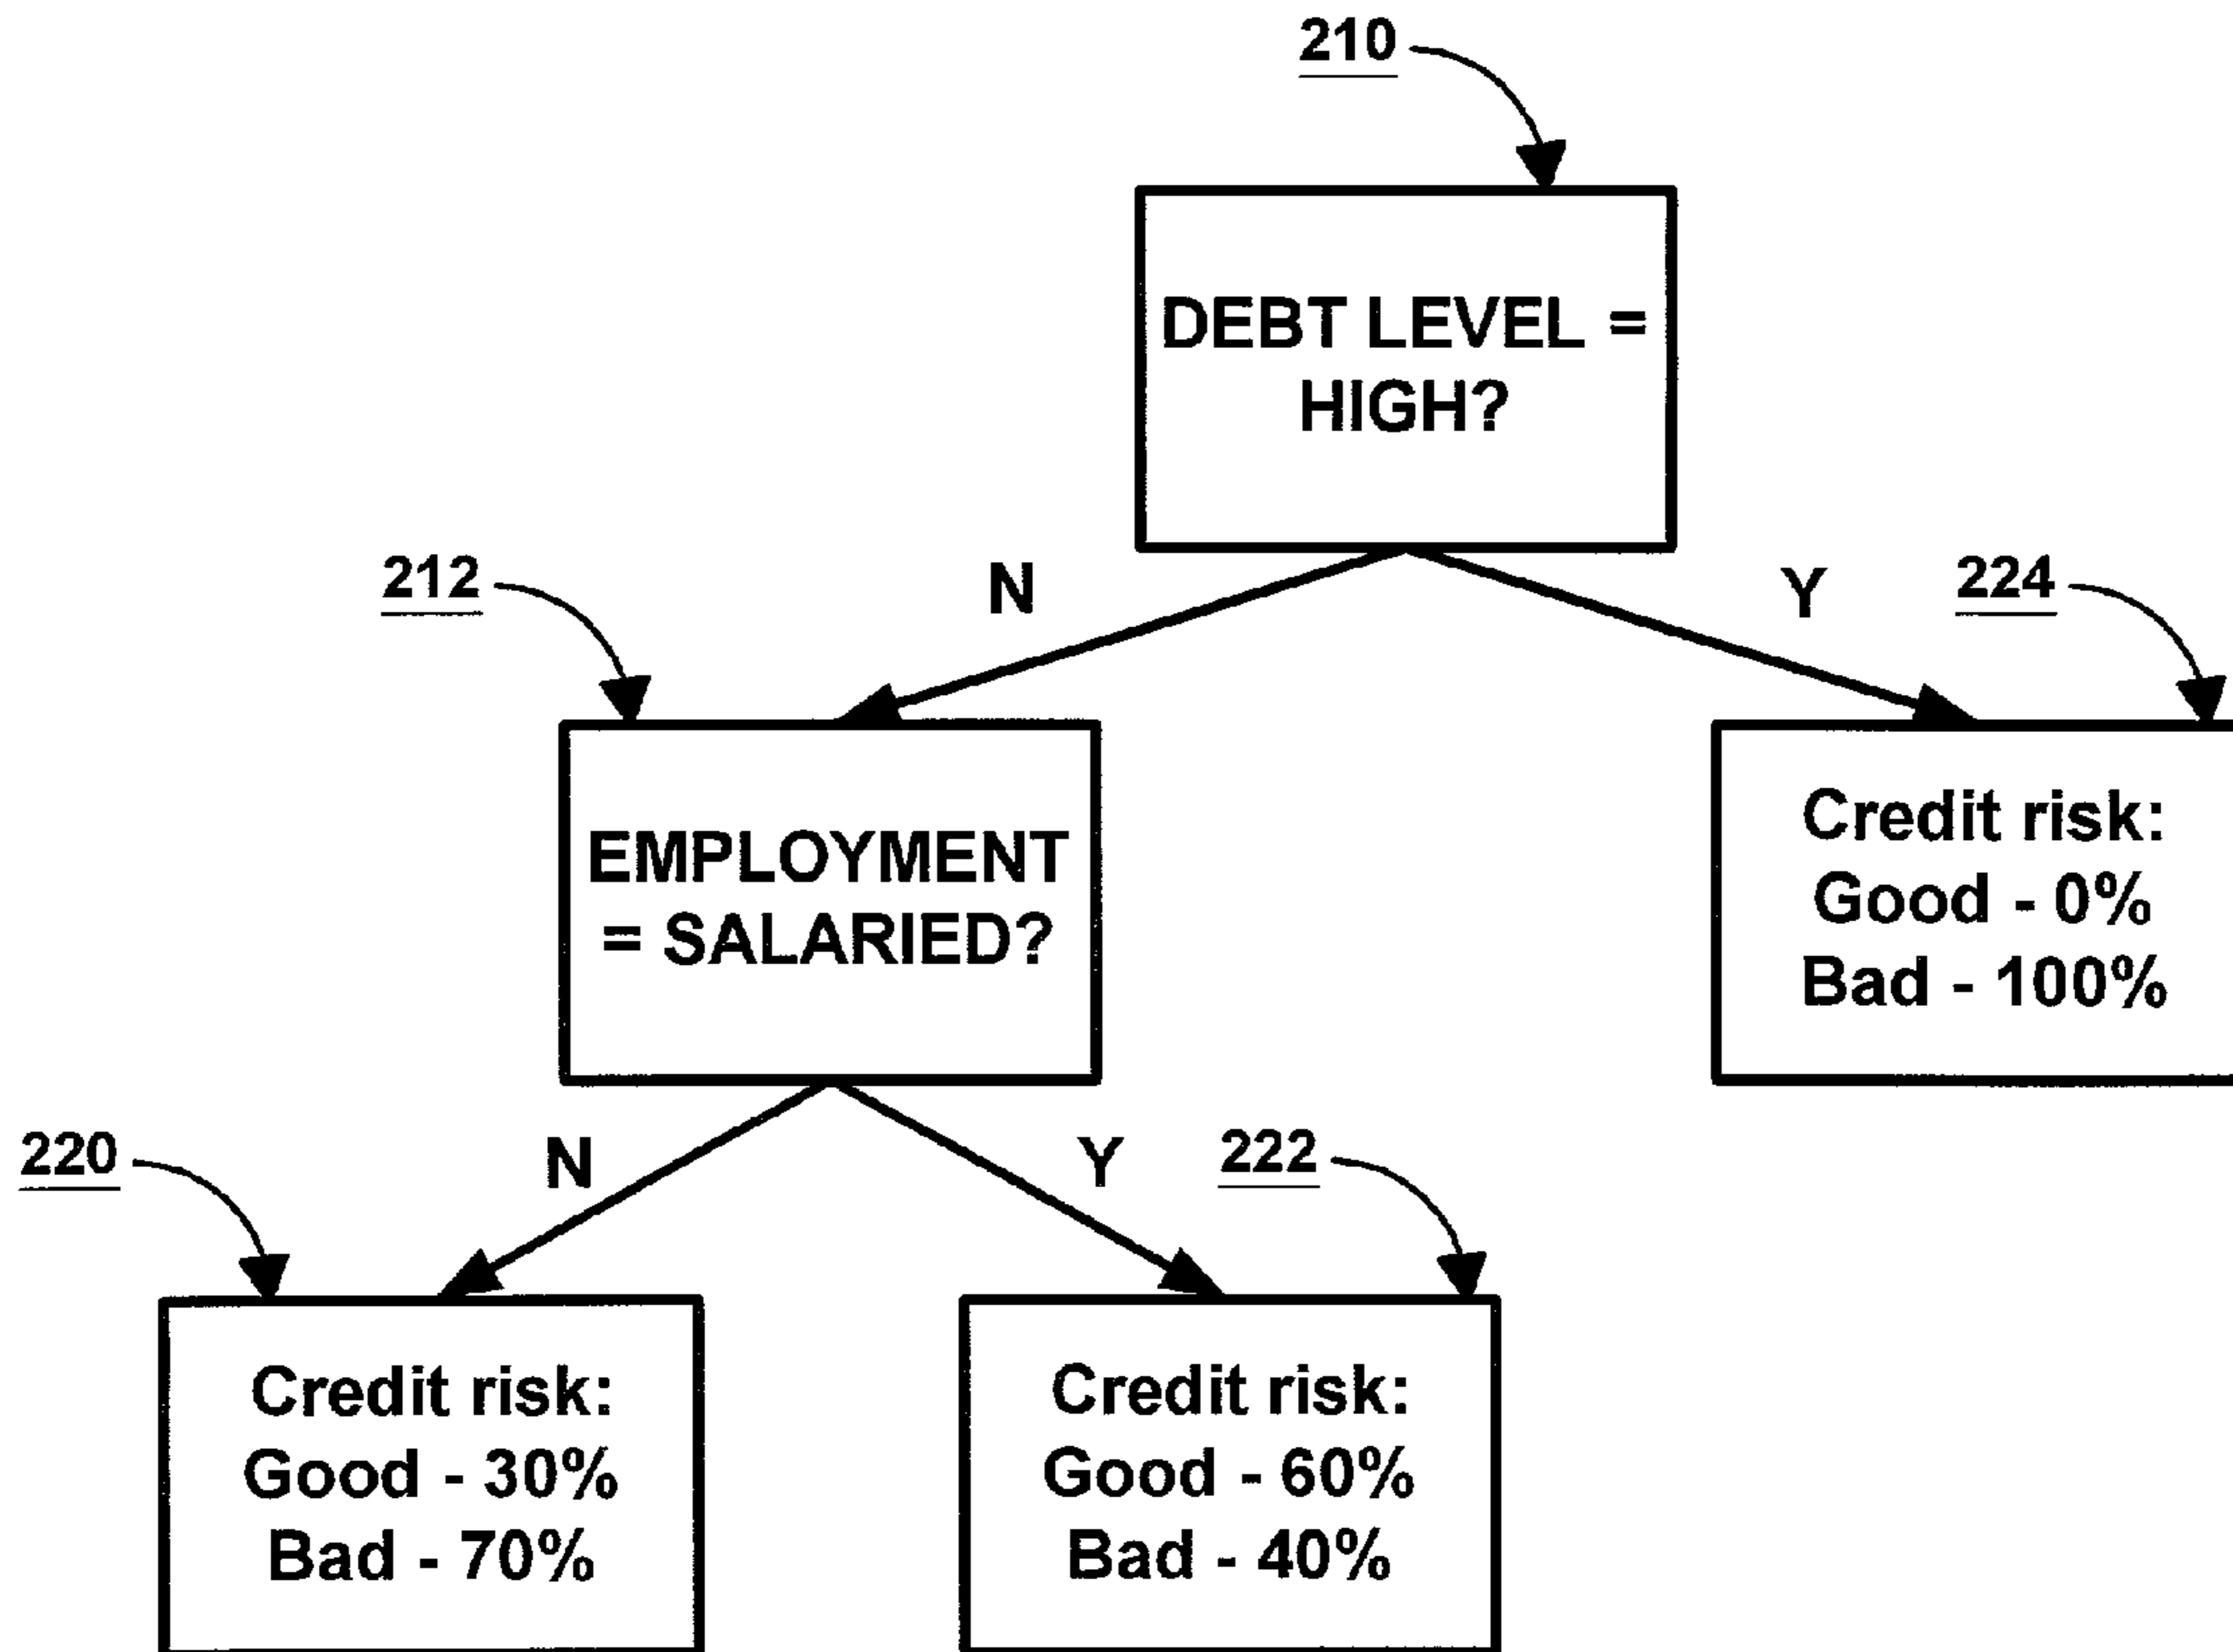 210
DEBT LEVEL =
HIGH?
N
Y
212
224
EMPLOYMENT
= SALARIED?
Credit risk:
Good - 0%
Bad - 100%
N
Y
220
222
Credit risk:
Good - 30%
Bad - 70%
Credit risk:
Good - 60%
Bad - 40%